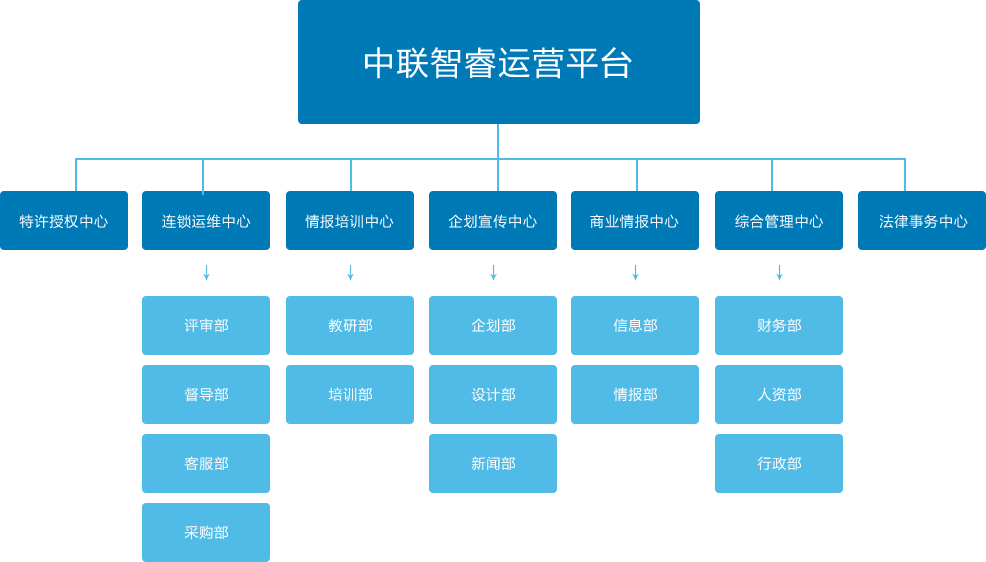 中联智睿运营平台
特许授权中心
连锁运维中心
情报培训中心
企划宣传中心
商业情报中心
综合管理中心
法律事务中心
评审部
教研部
企划部
信息部
财务部
督导部
培训部
设计部
情报部
人资部
客服部
新闻部
行政部
采购部